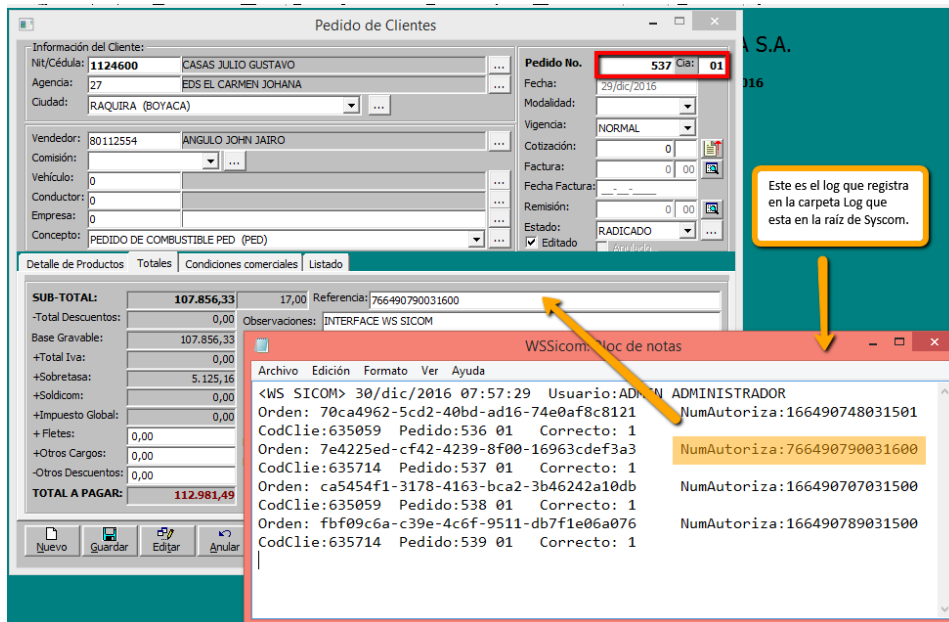 Pedido de Clientes
A S.A.
Información del Cliente:
Nit/Cédula: 1124600 CASAS JULIO GUSTAVO ...
Agencia: 27 EDS EL CARMEN JOHANA ...
Ciudad: RAQUIRA (BOYACA) ...
Pedido No. 537 Cia: 01
Fecha: 29/dic/2016
016
Modalidad:
Vigencia: NORMAL
Vendedor: 80112554 ANGULO JOHN JAIRO ...
Comisión: ...
Vehículo: 0 ...
Conductor: 0 ...
Empresa: 0 ...
Concepto: PEDIDO DE COMBUSTIBLE PED (PED) ...
Cotización: 0
Factura: 0 00
Fecha Factura: _-_-____
Remisión: 0 00
Estado: RADICADO ...
Editado Anulado
Este es el log que registra
en la carpeta Log que
esta en la raíz de Syscom.
Detalle de Productos Totales Condiciones comerciales Listado
SUB-TOTAL: 107.856,33 17,00 Referencia: 766490790031600
-Total Descuentos: 0,00 Observaciones: INTERFACE WS SICOM
Base Gravable: 107.856,33
+Total Iva: 0,00
+Sobretasa: 5.125,16
+Soldicom: 0,00
+Impuesto Global: 0,00
+ Fletes: 0,00
+Otros Cargos: 0,00
-Otros Descuentos: 0,00
TOTAL A PAGAR: 112.981,49
Nuevo Guardar Editar Anular
WSSicom: Bloc de notas
Archivo Edición Formato Ver Ayuda
<WS SICOM> 30/dic/2016 07:57:29 Usuario:ADMIN ADMINISTRADOR
Orden: 70ca4962-5cd2-40bd-ad16-74e0af8c8121 NumAutoriza:166490748031501
CodClie:635059 Pedido:536 01 Correcto: 1
Orden: 7e4225ed-cf42-4239-8f00-16963cdef3a3 NumAutoriza:766490790031600
CodClie:635714 Pedido:537 01 Correcto: 1
Orden: ca5454f1-3178-4163-bca2-3b46242a10db NumAutoriza:166490707031500
CodClie:635059 Pedido:538 01 Correcto: 1
Orden: fbf09c6a-c39e-4c6f-9511-db7f1e06a076 NumAutoriza:166490789031500
CodClie:635714 Pedido:539 01 Correcto: 1